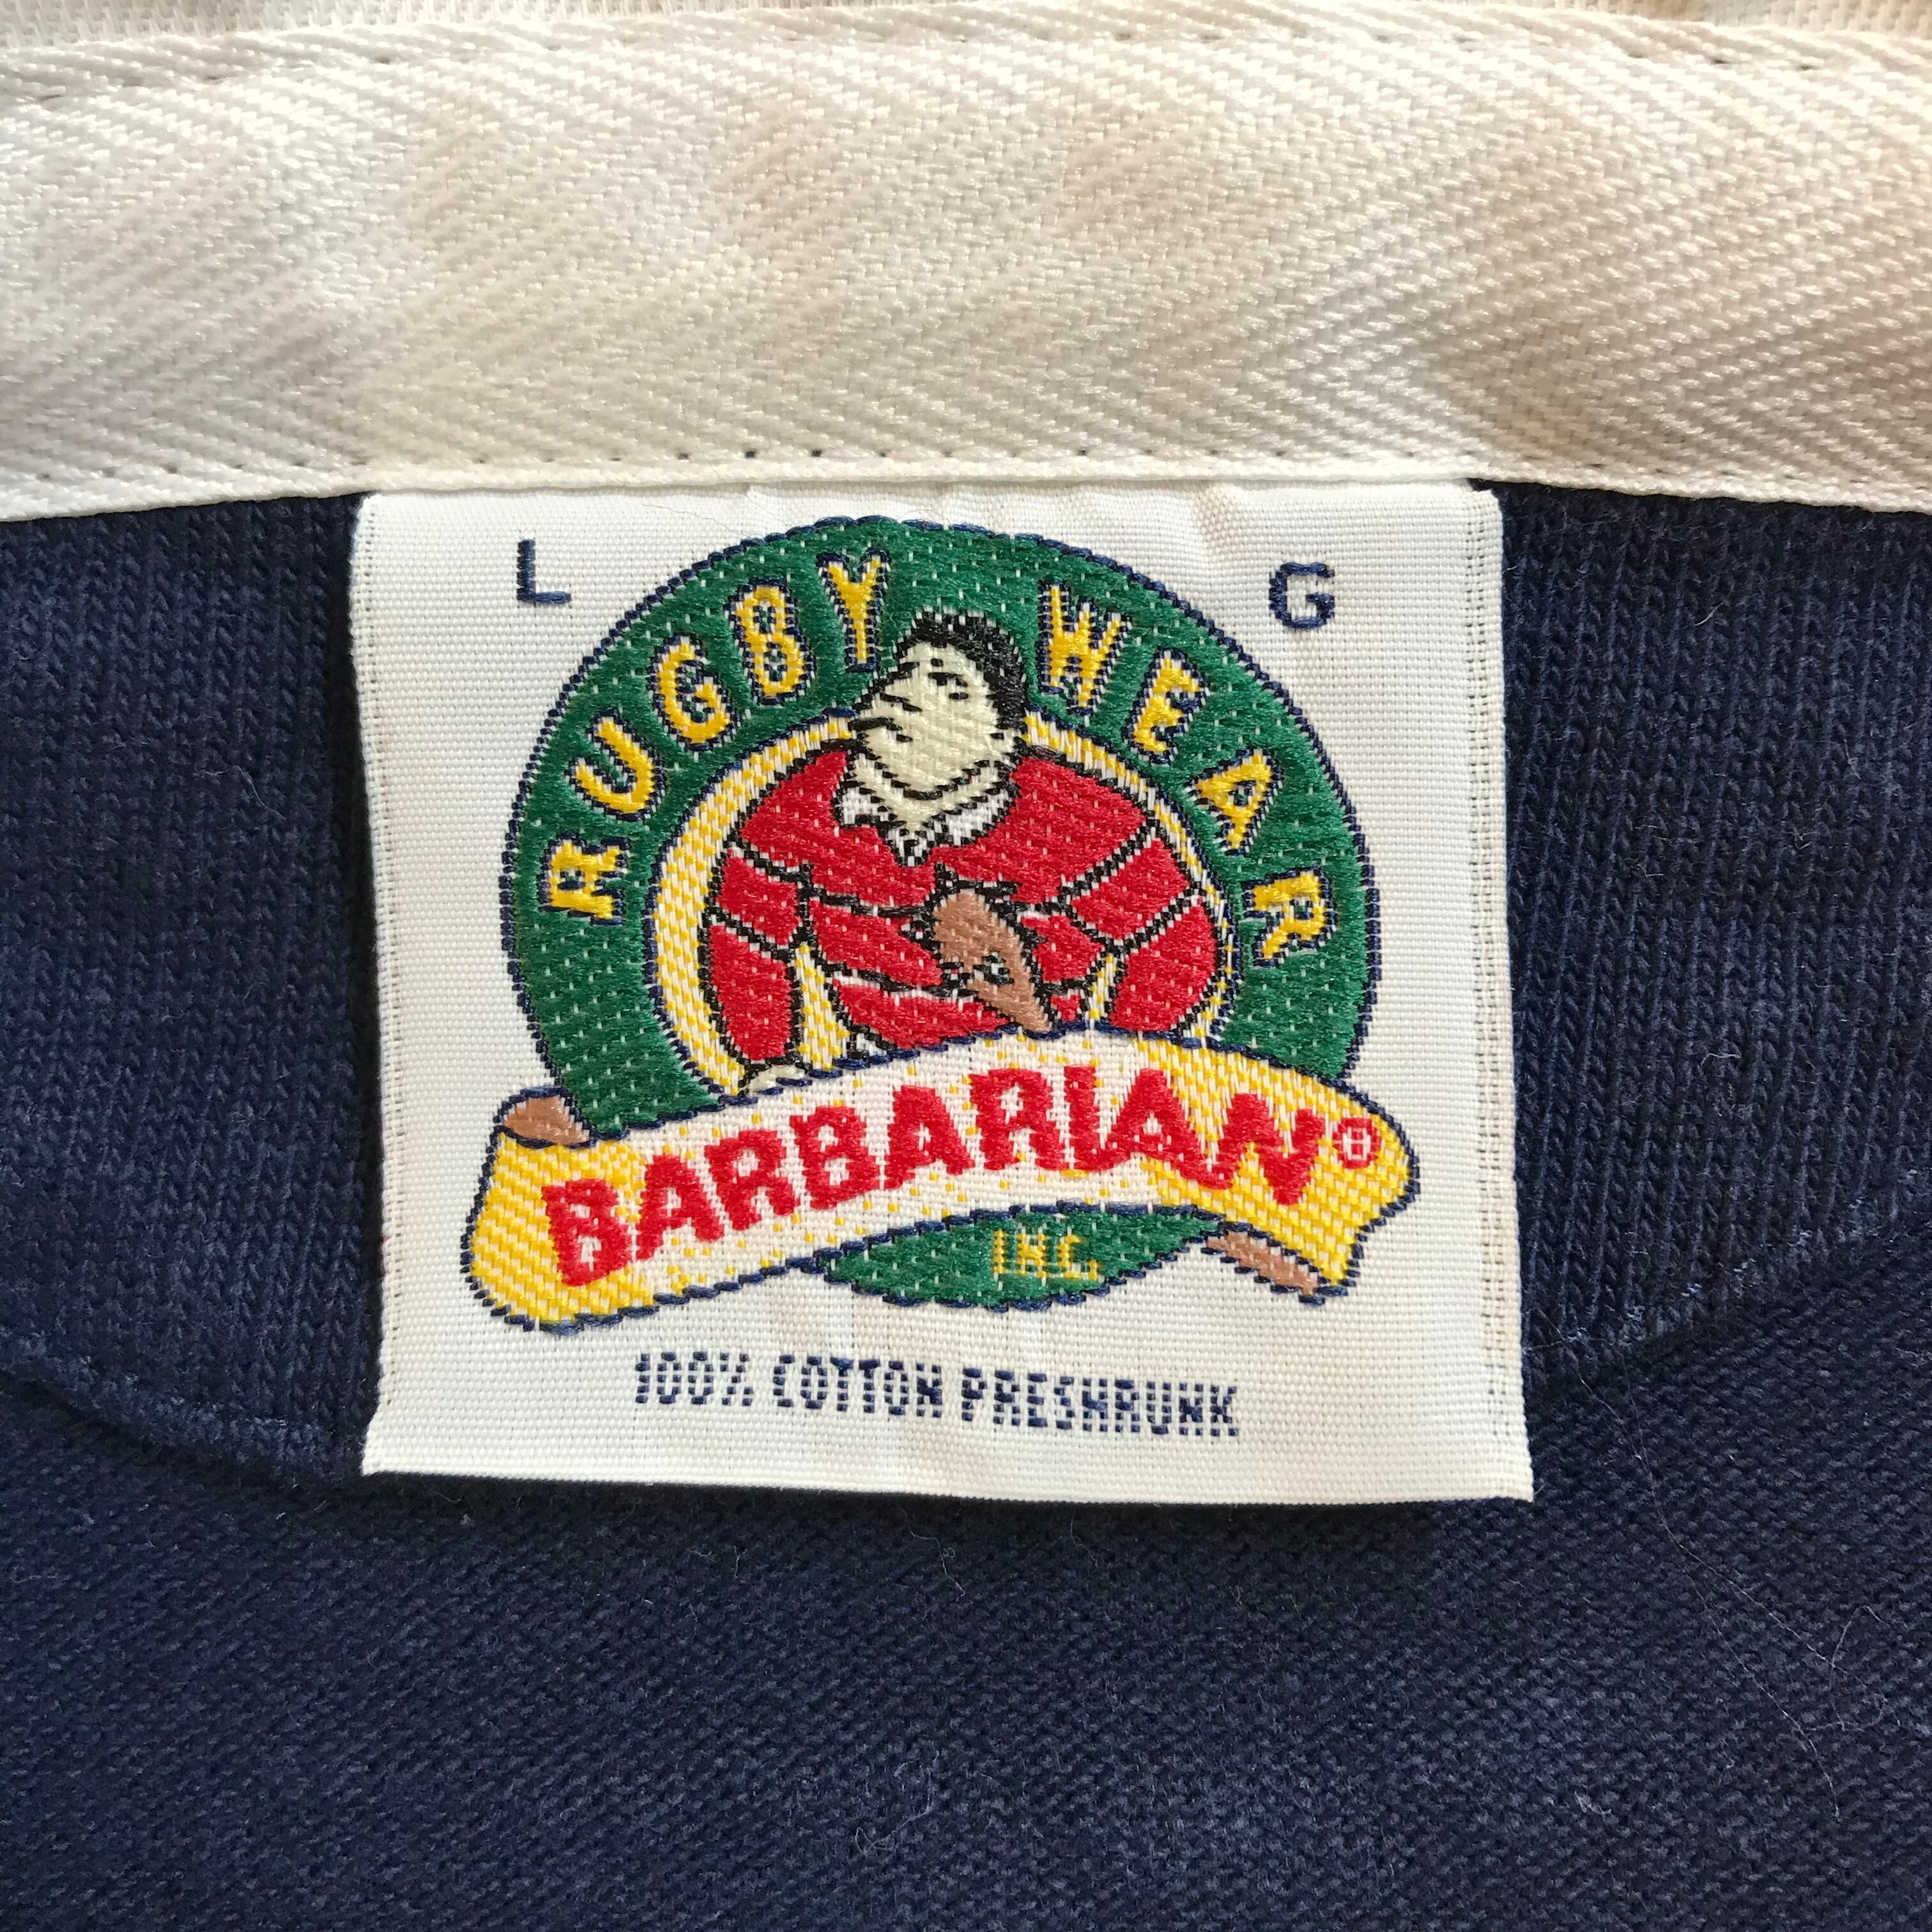 L G
RUGBY WEAR
BARBARIAN®
INC.
100% COTTON PRESHRUNK